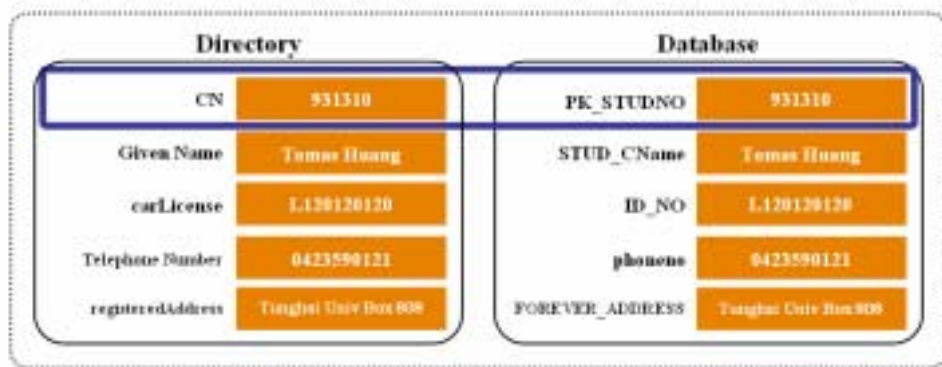 Directory Database
CN 931310 PK_STUDNO 931310
Given Name Tomas Huang STUD_CName Tomas Huang
carLicense L120120120 ID_NO L120120120
Telephone Number 0423590121 phoneno 0423590121
registeredAddress Tunghai Univ Box 808 FOREVER_ADDRESS Tunghai Univ Box 808